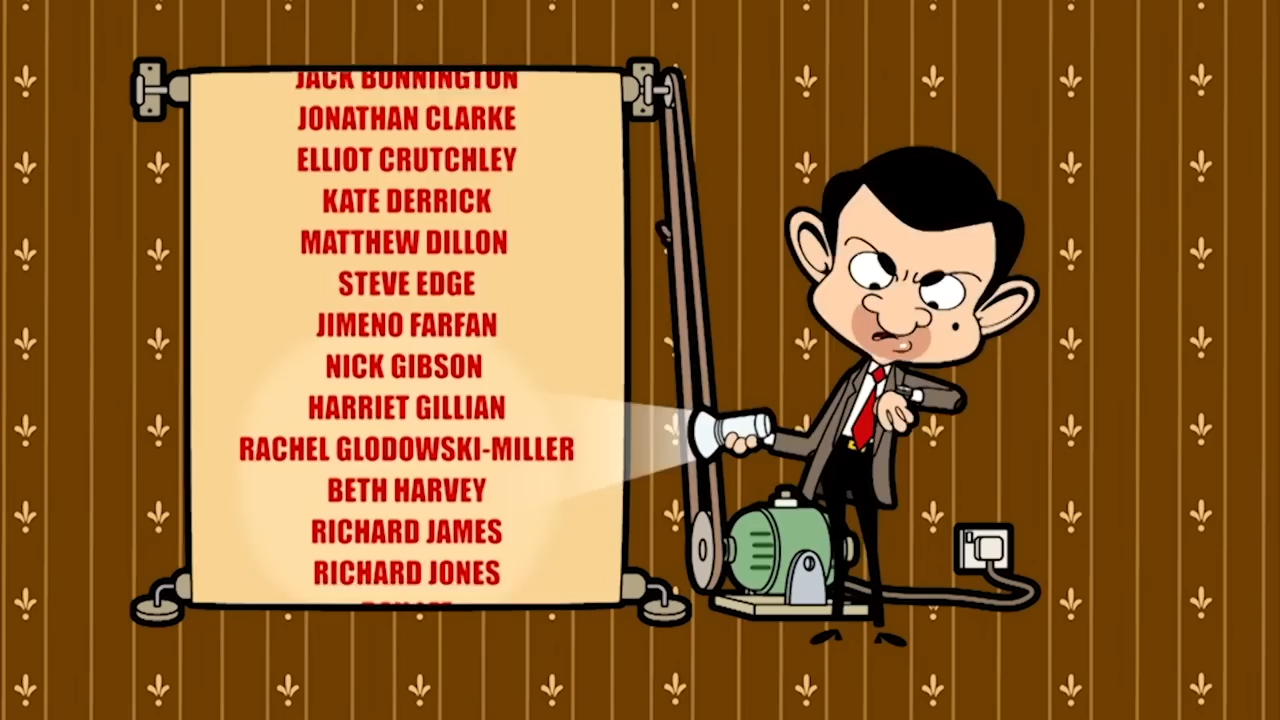 JACK BONNINGTON
JONATHAN CLARKE
ELLIOT CRUTCHLEY
KATE DERRICK
MATTHEW DILLON
STEVE EDGE
JIMENO FARFAN
NICK GIBSON
HARRIET GILLIAN
RACHEL GLODOWSKI-MILLER
BETH HARVEY
RICHARD JAMES
RICHARD JONES